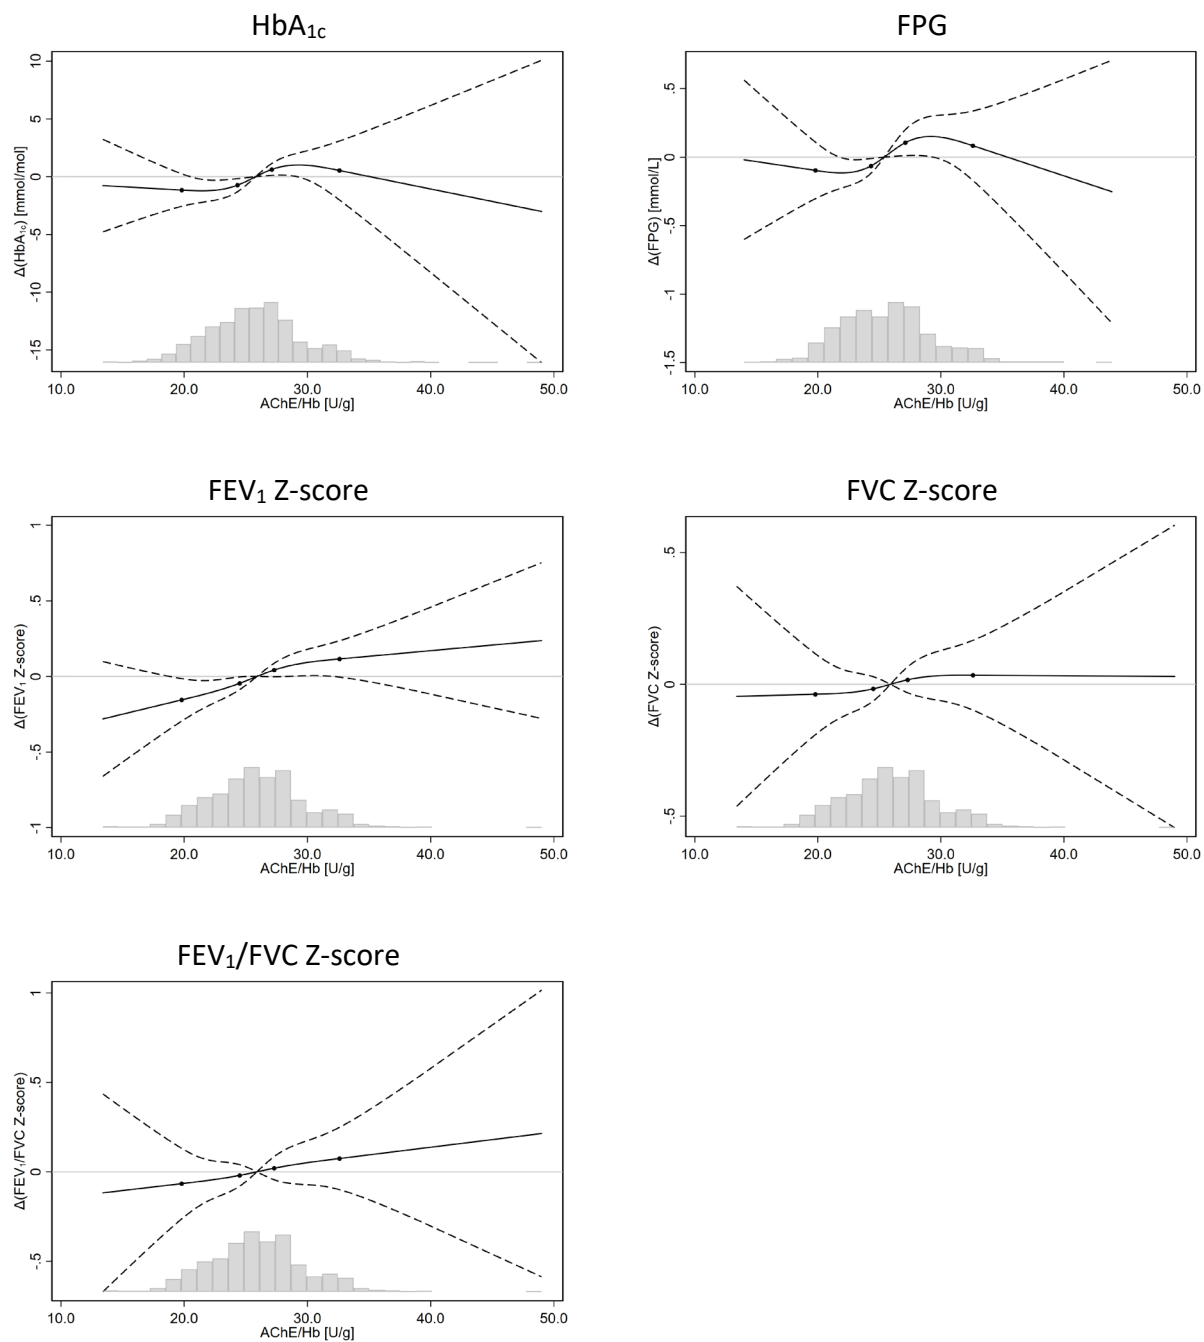 HbA1c
Δ(HbA1c) [mmol/mol]
10
5
0
-5
-10
-15
10.0 20.0 30.0 40.0 50.0
AChE/Hb [U/g]
FPG
Δ(FPG) [mmol/L]
.5
0
-.5
-1
-1.5
10.0 20.0 30.0 40.0 50.0
AChE/Hb [U/g]
FEV1 Z-score
Δ(FEV1 Z-score)
1
.5
0
-.5
-1
10.0 20.0 30.0 40.0 50.0
AChE/Hb [U/g]
FVC Z-score
Δ(FVC Z-score)
.5
0
-.5
10.0 20.0 30.0 40.0 50.0
AChE/Hb [U/g]
FEV1/FVC Z-score
Δ(FEV1/FVC Z-score)
1
.5
0
-.5
10.0 20.0 30.0 40.0 50.0
AChE/Hb [U/g]